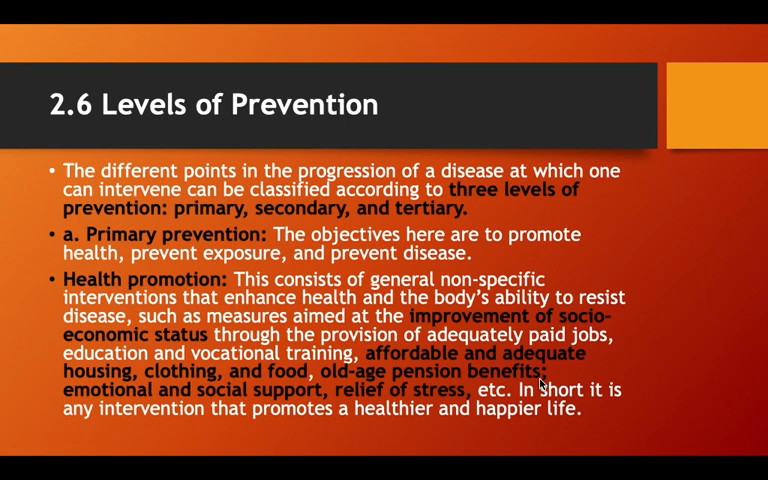 2.6 Levels of Prevention
• The different points in the progression of a disease at which one
can intervene can be classified according to three levels of
prevention: primary, secondary, and tertiary.
• a. Primary prevention: The objectives here are to promote
health, prevent exposure, and prevent disease.
• Health promotion: This consists of general non-specific
interventions that enhance health and the body's ability to resist
disease, such as measures aimed at the improvement of socio-
economic status through the provision of adequately paid jobs,
education and vocational training, affordable and adequate
housing, clothing, and food, old-age pension benefits;
emotional and social support, relief of stress, etc. In short it is
any intervention that promotes a healthier and happier life.